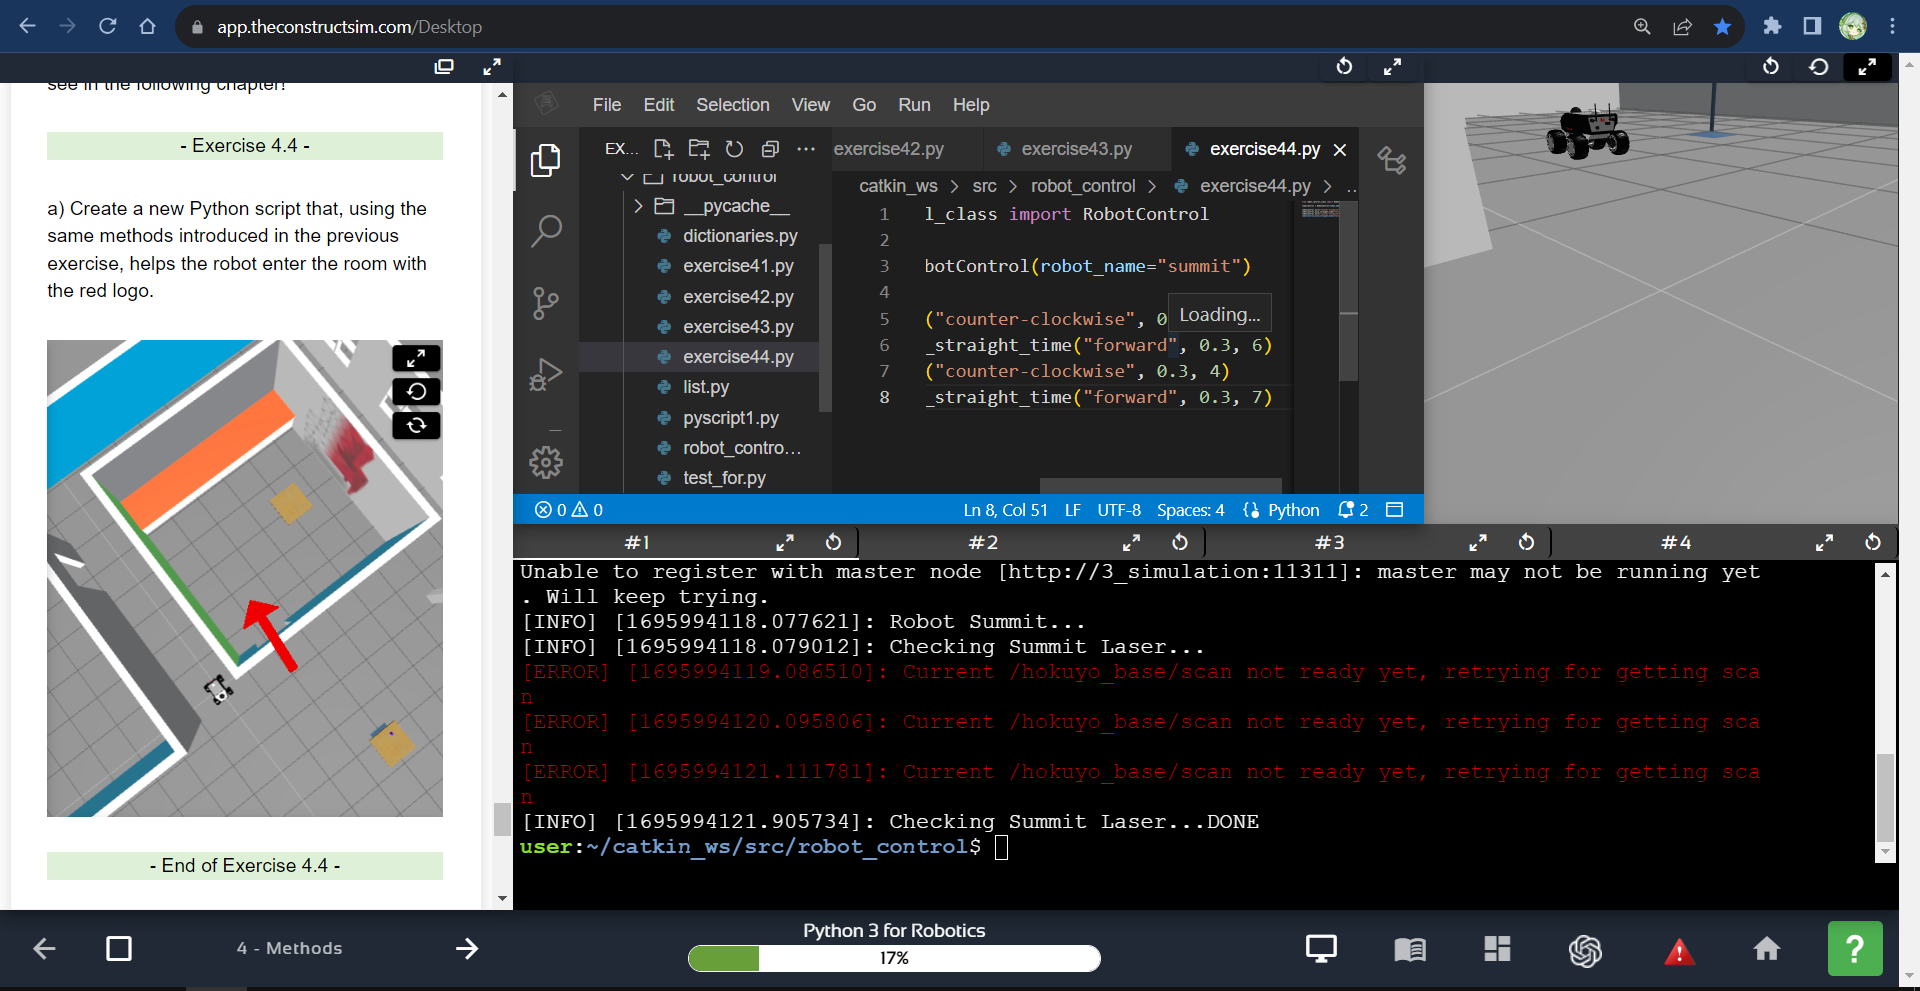 app.theconstructsim.com/Desktop
see in the following chapter!
- Exercise 4.4 -
a) Create a new Python script that, using the
same methods introduced in the previous
exercise, helps the robot enter the room with
the red logo.
- End of Exercise 4.4 -
File Edit Selection View Go Run Help
EX...
robot_control
__pycache__
dictionaries.py
exercise41.py
exercise42.py
exercise43.py
exercise44.py
list.py
pyscript1.py
robot_contro...
test_for.py
exercise42.py exercise43.py exercise44.py
catkin_ws > src > robot_control > exercise44.py > ..
1 l_class import RobotControl
2
3 botControl(robot_name="summit")
4
5 ("counter-clockwise", 0
Loading...
6 _straight_time("forward", 0.3, 6)
7 ("counter-clockwise", 0.3, 4)
8 _straight_time("forward", 0.3, 7)
0 0 Ln 8, Col 51 LF UTF-8 Spaces: 4 Python 2
#1 #2 #3 #4
Unable to register with master node [http://3_simulation:11311]: master may not be running yet
. Will keep trying.
[INFO] [1695994118.077621]: Robot Summit...
[INFO] [1695994118.079012]: Checking Summit Laser...
[ERROR] [1695994119.086510]: Current /hokuyo_base/scan not ready yet, retrying for getting sca
n
[ERROR] [1695994120.095806]: Current /hokuyo_base/scan not ready yet, retrying for getting sca
n
[ERROR] [1695994121.111781]: Current /hokuyo_base/scan not ready yet, retrying for getting sca
n
[INFO] [1695994121.905734]: Checking Summit Laser...DONE
user:~/catkin_ws/src/robot_control$
4 - Methods
Python 3 for Robotics
17%
?